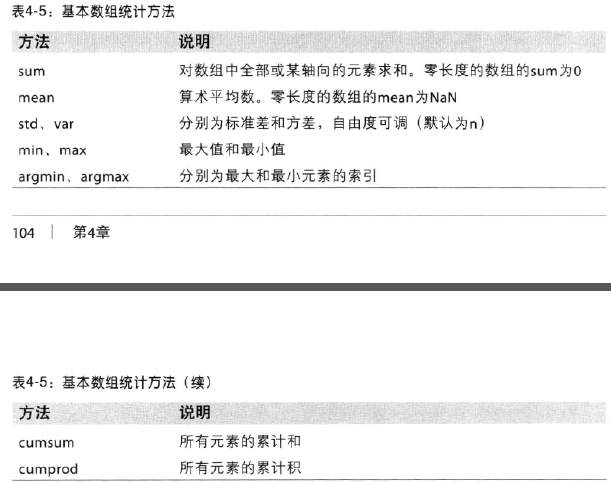 表4-5：基本数组统计方法
方法 说明
sum 对数组中全部或某轴向的元素求和。零长度的数组的sum为0
mean 算术平均数。零长度的数组的mean为NaN
std、var 分别为标准差和方差，自由度可调（默认为n）
min、max 最大值和最小值
argmin、argmax 分别为最大和最小元素的索引
104 | 第4章
表4-5：基本数组统计方法（续）
方法 说明
cumsum 所有元素的累计和
cumprod 所有元素的累计积